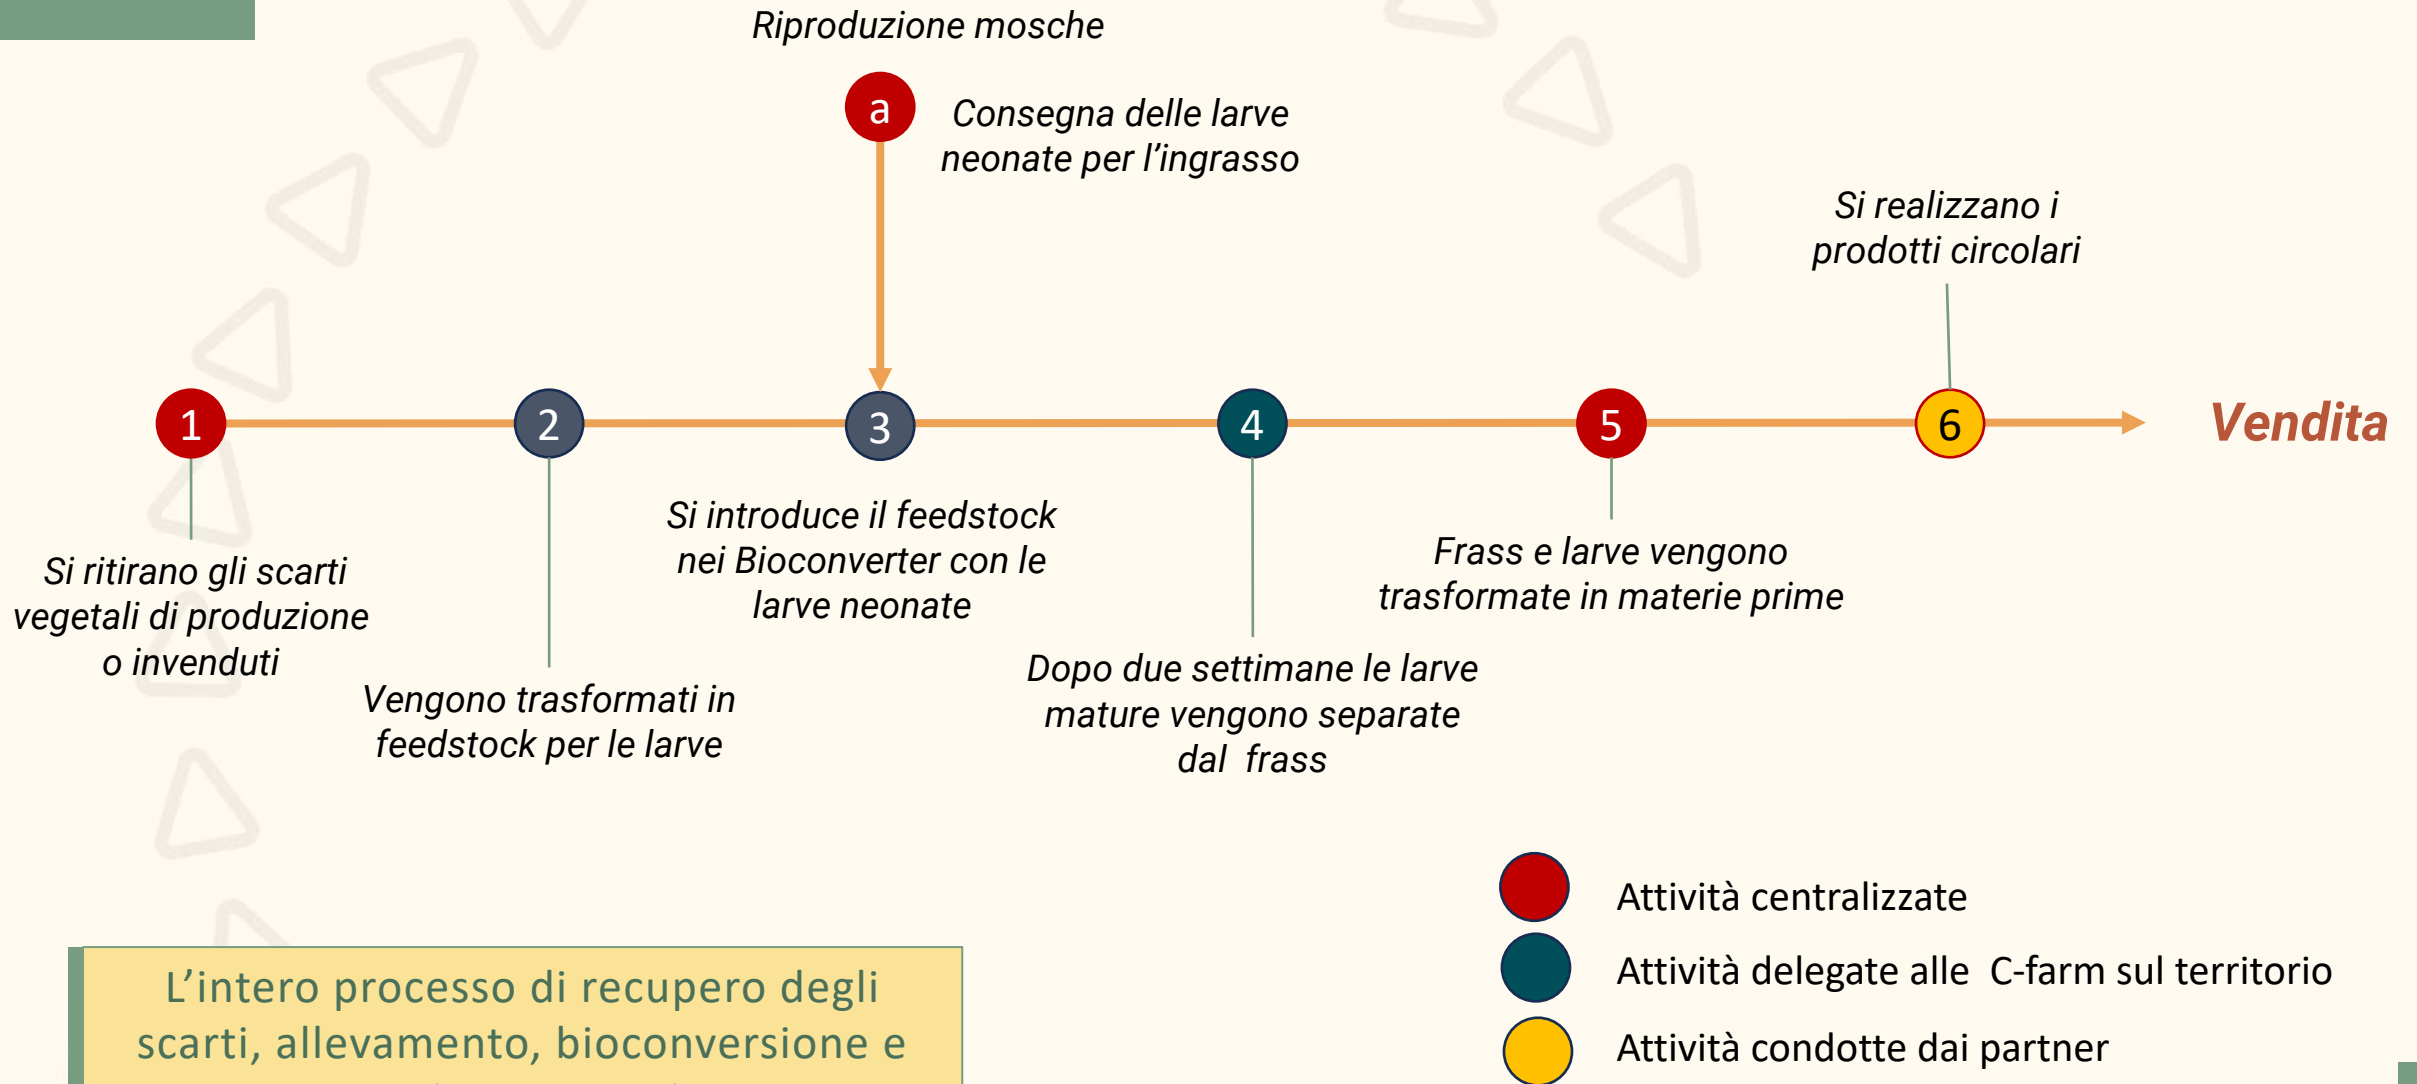 Riproduzione mosche
a
Consegna delle larve
neonate per l’ingrasso
Si realizzano i
prodotti circolari
1
2
3
4
5
6
Vendita
Si ritirano gli scarti
vegetali di produzione
o invenduti
Vengono trasformati in
feedstock per le larve
Si introduce il feedstock
nei Bioconverter con le
larve neonate
Dopo due settimane le larve
mature vengono separate
dal frass
Frass e larve vengono
trasformate in materie prime
Attività centralizzate
Attività delegate alle C-farm sul territorio
Attività condotte dai partner
L’intero processo di recupero degli
scarti, allevamento, bioconversione e